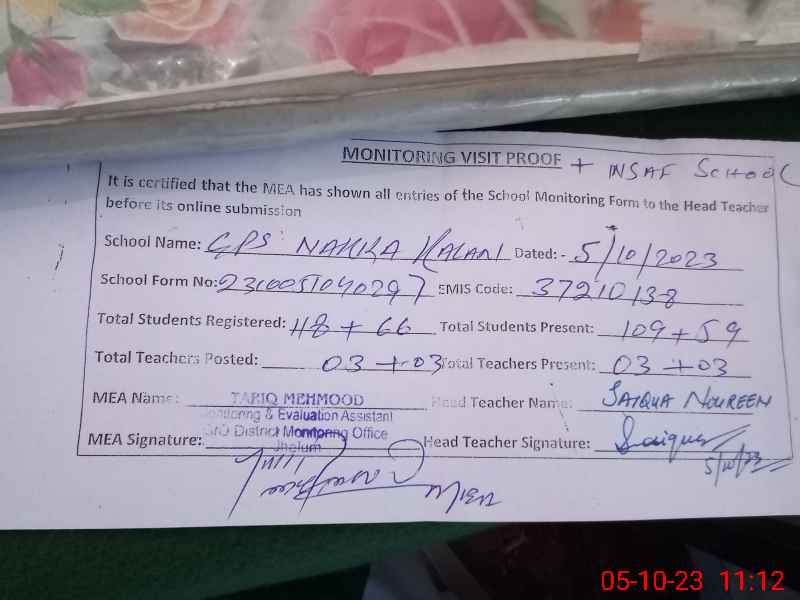 MONITORING VISIT PROOF + INSAF SCHOOL
It is certified that the MEA has shown all entries of the School Monitoring Form to the Head Teacher
before its online submission
School Name: GPS NAKKA KALAN Dated:- 5/10/2023
School Form No: 2310051040297 EMIS Code: 37210138
Total Students Registered: 118 + 66 Total Students Present: 109 + 59
Total Teachers Posted: 03 + 03 Total Teachers Present: 03 + 03
MEA Name: TARIQ MEHMOOD Head Teacher Name: SAIQUA NOUREEN
Monitoring & Evaluation Assistant
MEA Signature: O/O District Monitoring Office Head Teacher Signature: Saiqua
Jhelum
5/10/23
05-10-23 11:12